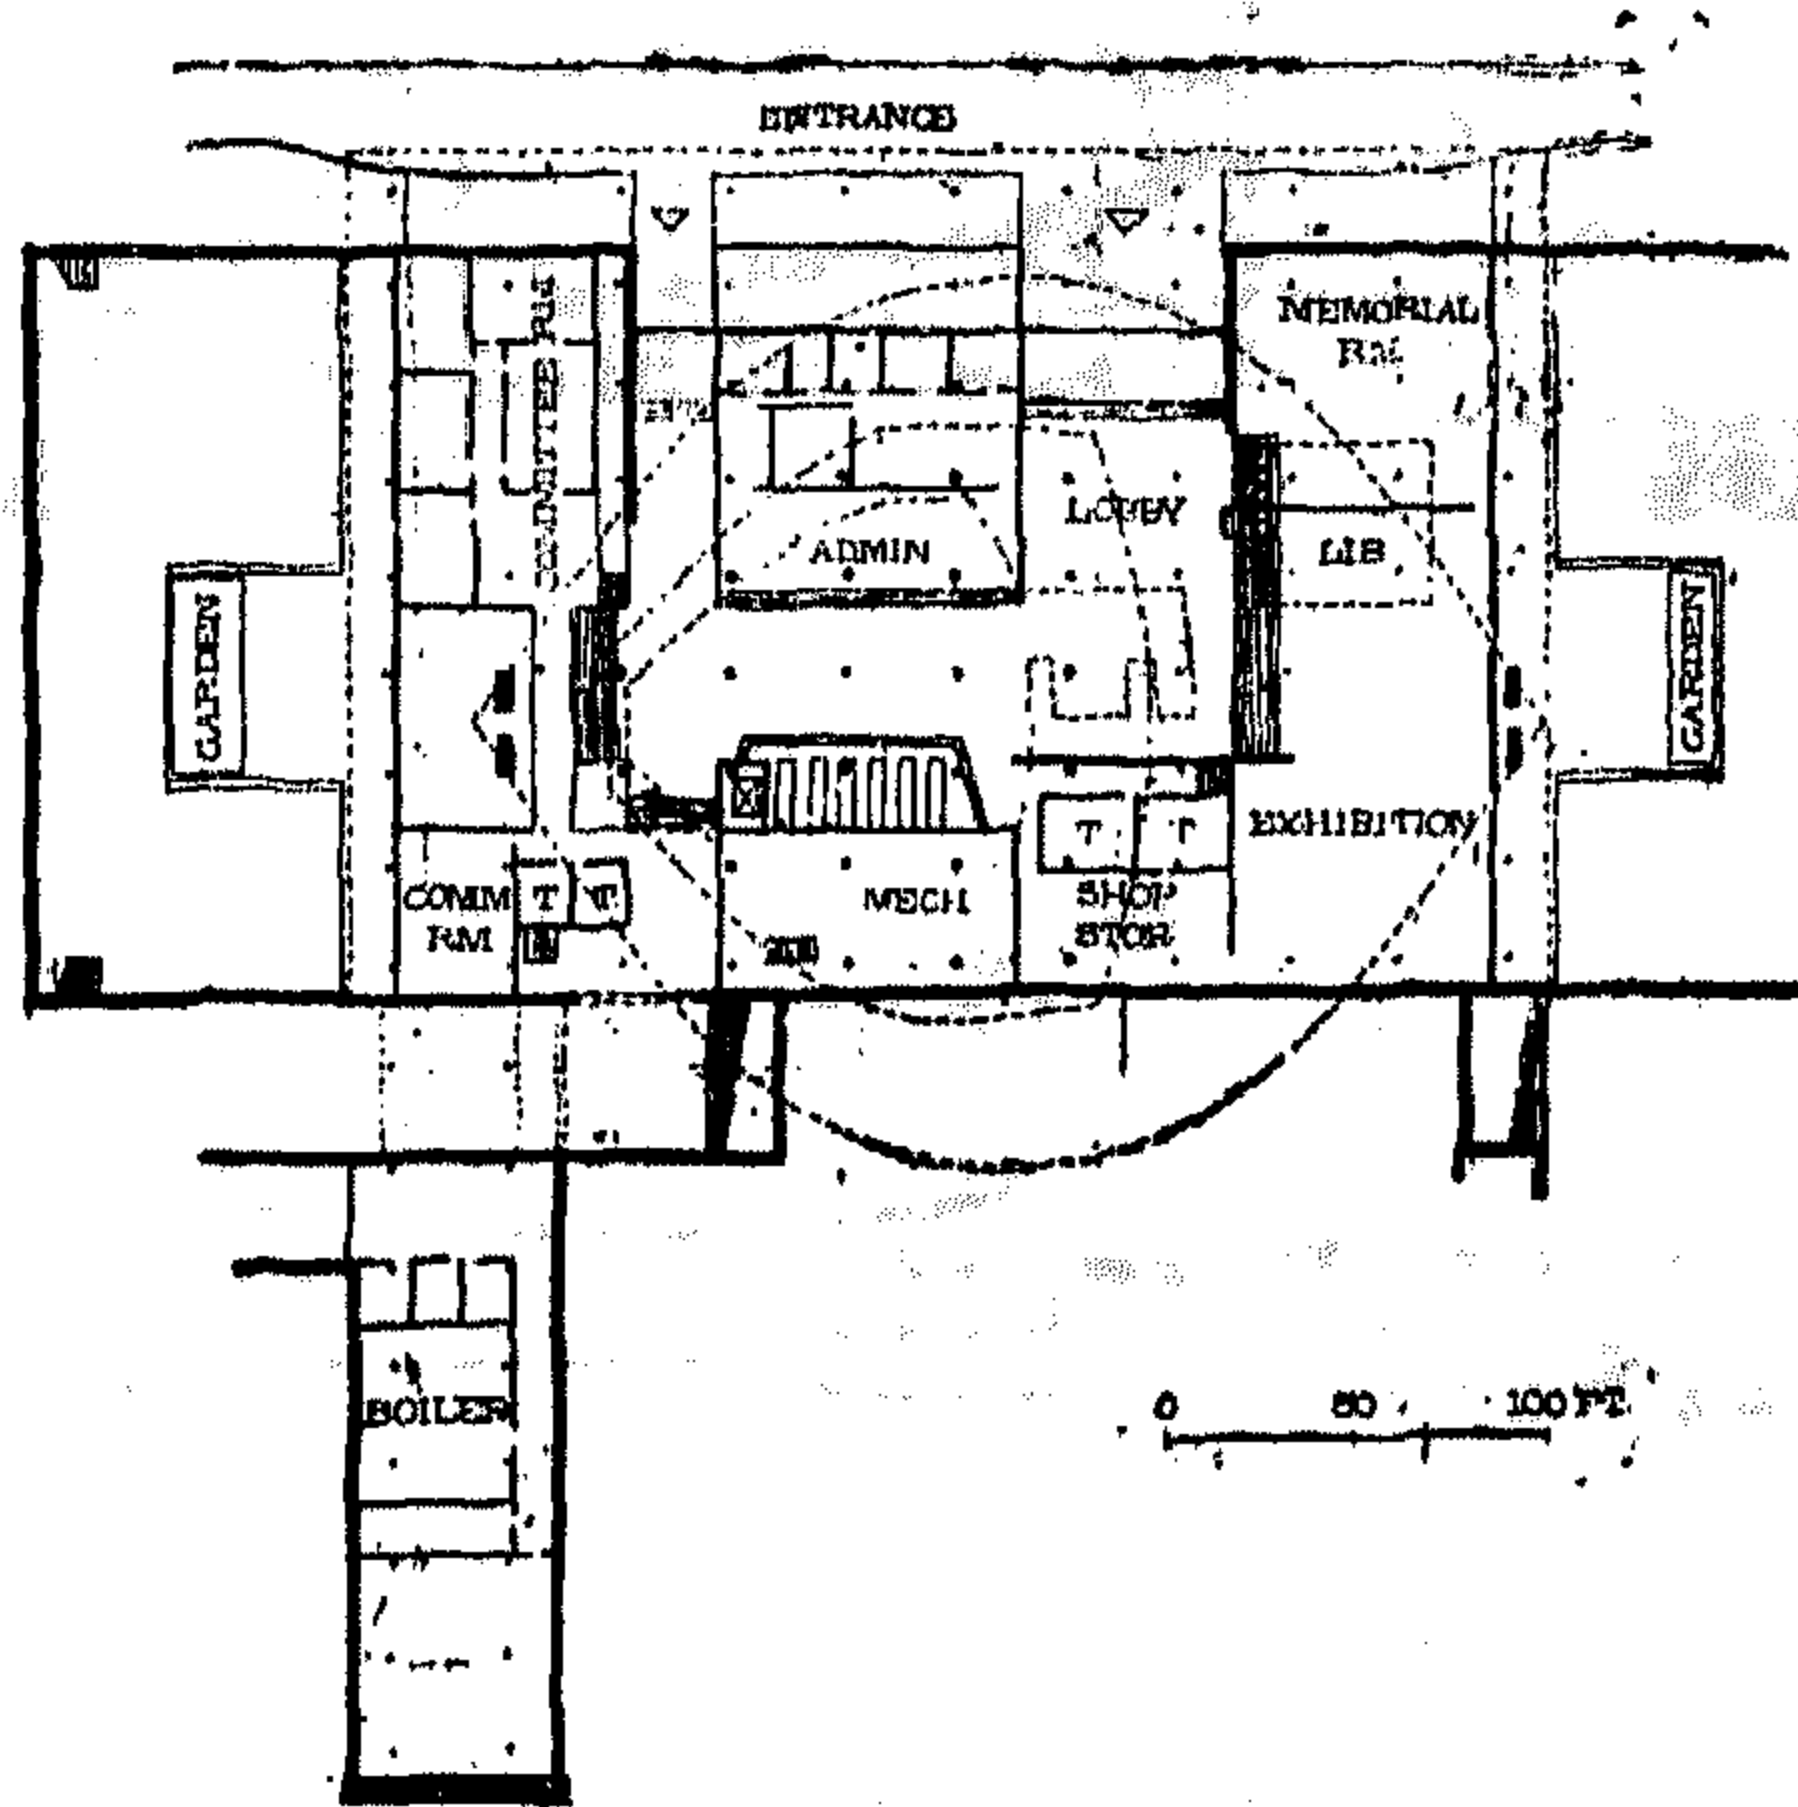 ENTRANCE
COMMITTEE RM
MEMORIAL
RM
LOBBY
ADMIN
LIB
GARDEN
GARDEN
T T
EXHIBITION
COMM
RM
T T
MECH
SHOP
STOR
BOILER
0 50 100 FT